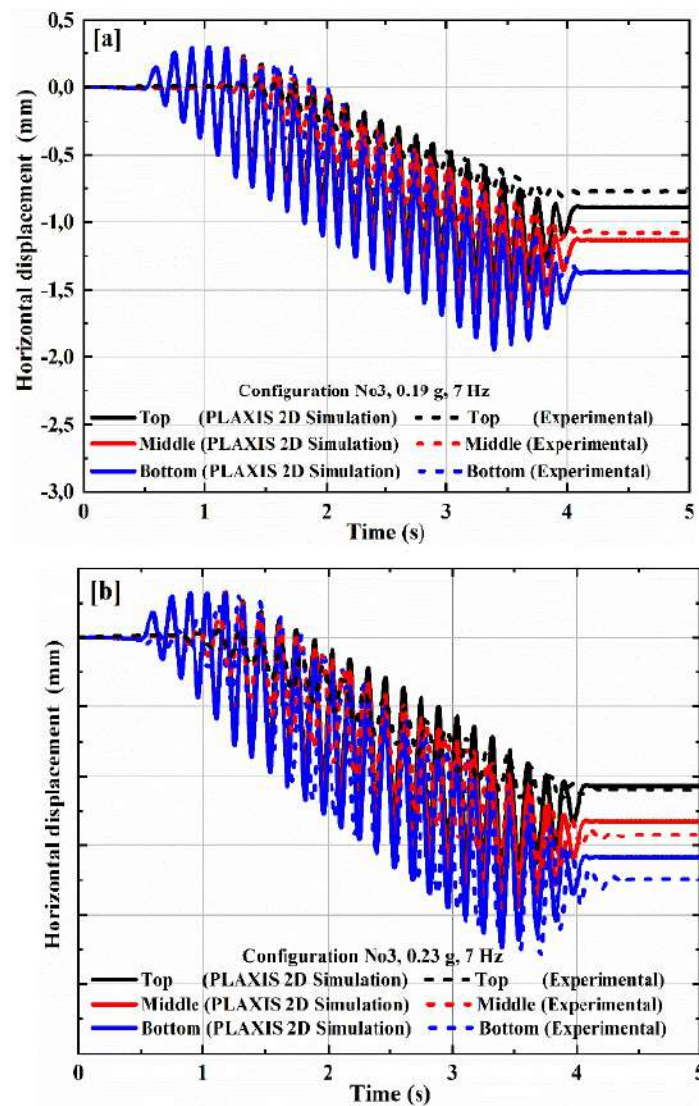 [a]
0,5
0,0
-0,5
-1,0
-1,5
-2,0
-2,5
-3,0
Horizontal displacement (mm)
Configuration No3, 0.19 g, 7 Hz
Top (PLAXIS 2D Simulation) Top (Experimental)
Middle (PLAXIS 2D Simulation) Middle (Experimental)
Bottom (PLAXIS 2D Simulation) Bottom (Experimental)
0 1 2 3 4 5
Time (s)
[b]
Horizontal displacement (mm)
Configuration No3, 0.23 g, 7 Hz
Top (PLAXIS 2D Simulation) Top (Experimental)
Middle (PLAXIS 2D Simulation) Middle (Experimental)
Bottom (PLAXIS 2D Simulation) Bottom (Experimental)
0 1 2 3 4 5
Time (s)